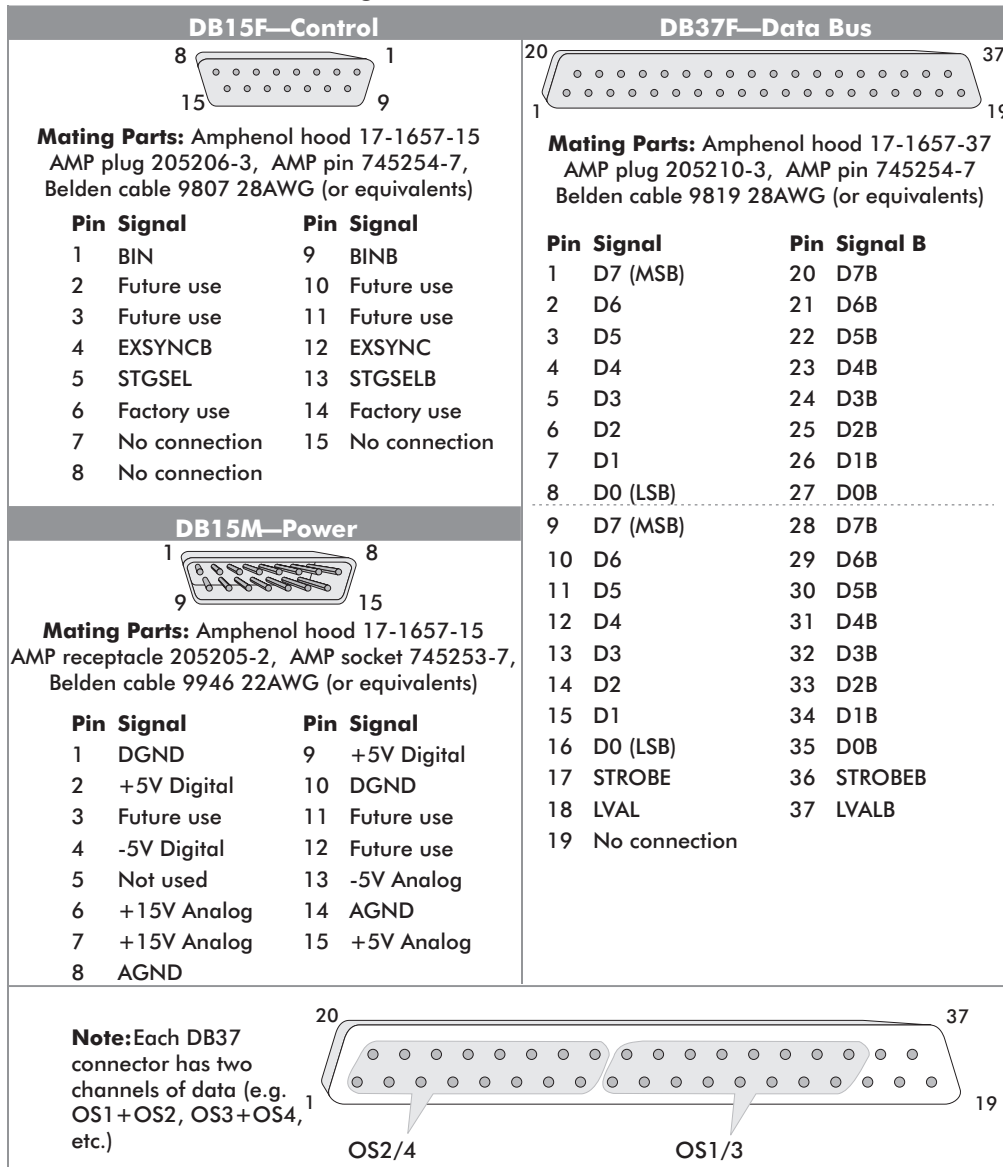 DB15F—Control
8 1
15 9
Mating Parts: Amphenol hood 17-1657-15
AMP plug 205206-3, AMP pin 745254-7,
Belden cable 9807 28AWG (or equivalents)
Pin Signal Pin Signal
1 BIN 9 BINB
2 Future use 10 Future use
3 Future use 11 Future use
4 EXSYNCB 12 EXSYNC
5 STGSEL 13 STGSELB
6 Factory use 14 Factory use
7 No connection 15 No connection
8 No connection
DB15M—Power
1 8
9 15
Mating Parts: Amphenol hood 17-1657-15
AMP receptacle 205205-2, AMP socket 745253-7,
Belden cable 9946 22AWG (or equivalents)
Pin Signal Pin Signal
1 DGND 9 +5V Digital
2 +5V Digital 10 DGND
3 Future use 11 Future use
4 -5V Digital 12 Future use
5 Not used 13 -5V Analog
6 +15V Analog 14 AGND
7 +15V Analog 15 +5V Analog
8 AGND
DB37F—Data Bus
20 37
1 19
Mating Parts: Amphenol hood 17-1657-37
AMP plug 205210-3, AMP pin 745254-7
Belden cable 9819 28AWG (or equivalents)
Pin Signal Pin Signal B
1 D7 (MSB) 20 D7B
2 D6 21 D6B
3 D5 22 D5B
4 D4 23 D4B
5 D3 24 D3B
6 D2 25 D2B
7 D1 26 D1B
8 D0 (LSB) 27 D0B
9 D7 (MSB) 28 D7B
10 D6 29 D6B
11 D5 30 D5B
12 D4 31 D4B
13 D3 32 D3B
14 D2 33 D2B
15 D1 34 D1B
16 D0 (LSB) 35 D0B
17 STROBE 36 STROBEB
18 LVAL 37 LVALB
19 No connection
Note:Each DB37
connector has two
channels of data (e.g.
OS1+OS2, OS3+OS4,
etc.)
20 37
1 19
OS2/4 OS1/3